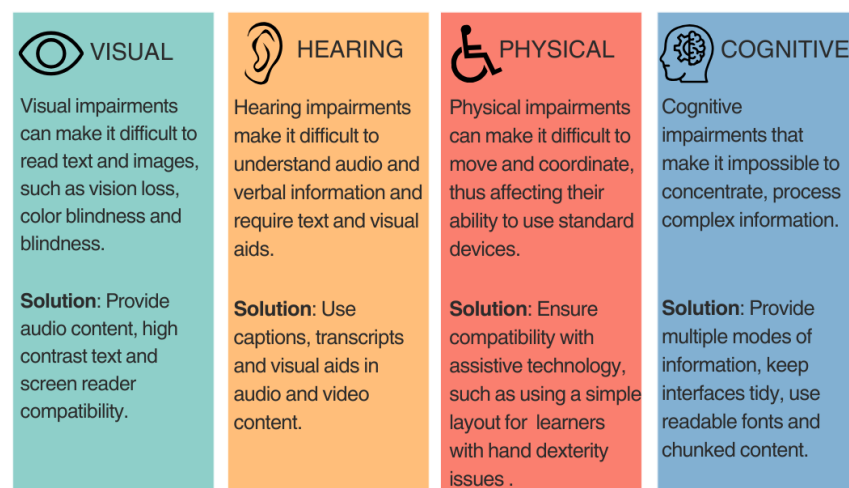 VISUAL
Visual impairments
can make it difficult to
read text and images,
such as vision loss,
color blindness and
blindness.
Solution: Provide
audio content, high
contrast text and
screen reader
compatibility.
HEARING
Hearing impairments
make it difficult to
understand audio and
verbal information and
require text and visual
aids.
Solution: Use
captions, transcripts
and visual aids in
audio and video
content.
PHYSICAL
Physical impairments
can make it difficult to
move and coordinate,
thus affecting their
ability to use standard
devices.
Solution: Ensure
compatibility with
assistive technology,
such as using a simple
layout for learners
with hand dexterity
issues .
COGNITIVE
Cognitive
impairments that
make it impossible to
concentrate, process
complex information.
Solution: Provide
multiple modes of
information, keep
interfaces tidy, use
readable fonts and
chunked content.